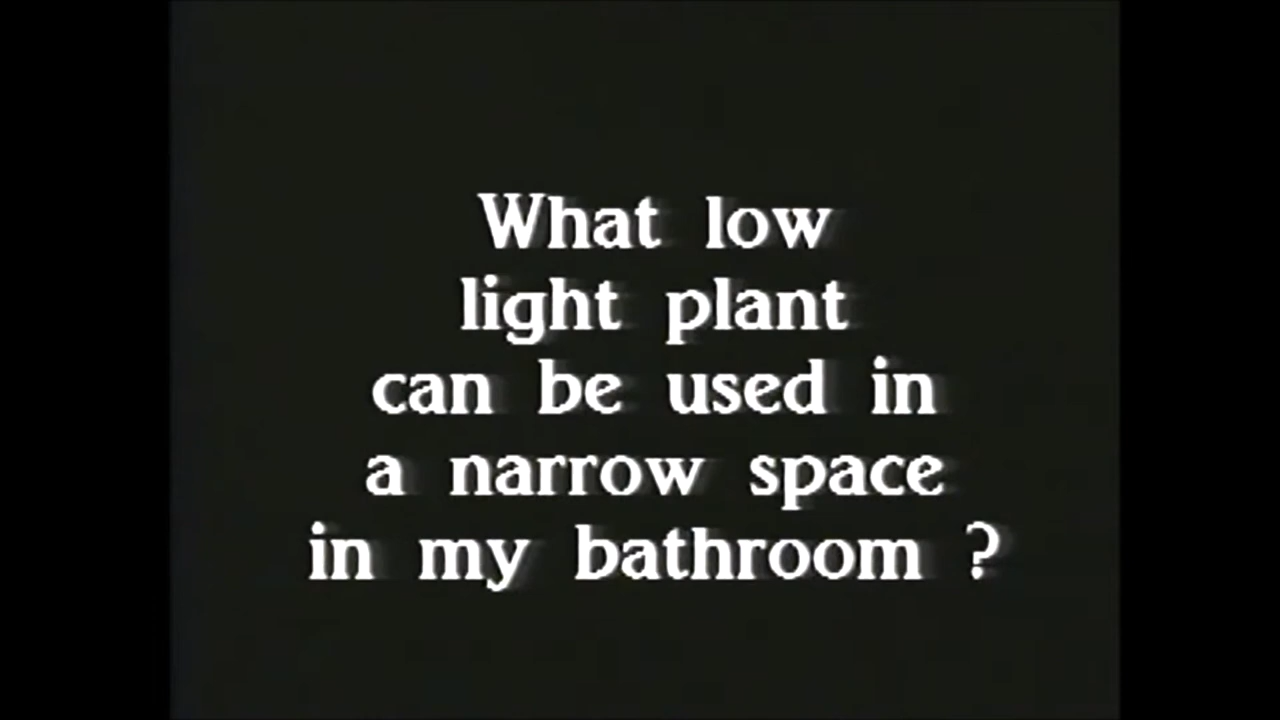 What low
light plant
can be used in
a narrow space
in my bathroom ?